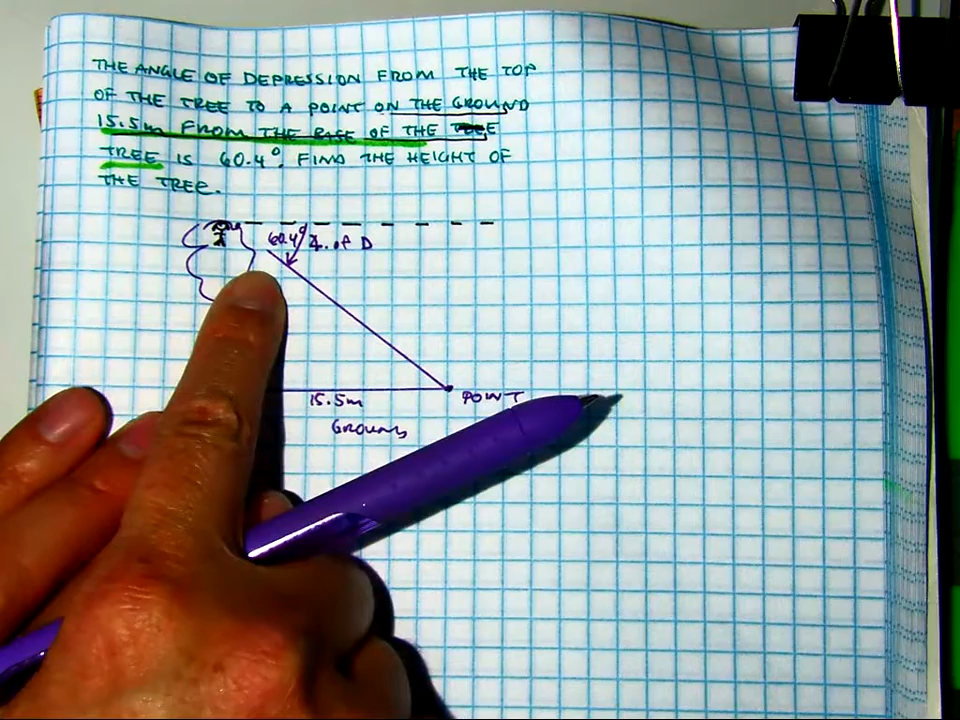 THE ANGLE OF DEPRESSION FROM THE TOP
OF THE TREE TO A POINT ON THE GROUND
15.5m FROM THE BASE OF THE
TREE IS 60.4°. FIND THE HEIGHT OF
THE TREE.
60.4° ∡. of D
15.5m POINT
GROUND